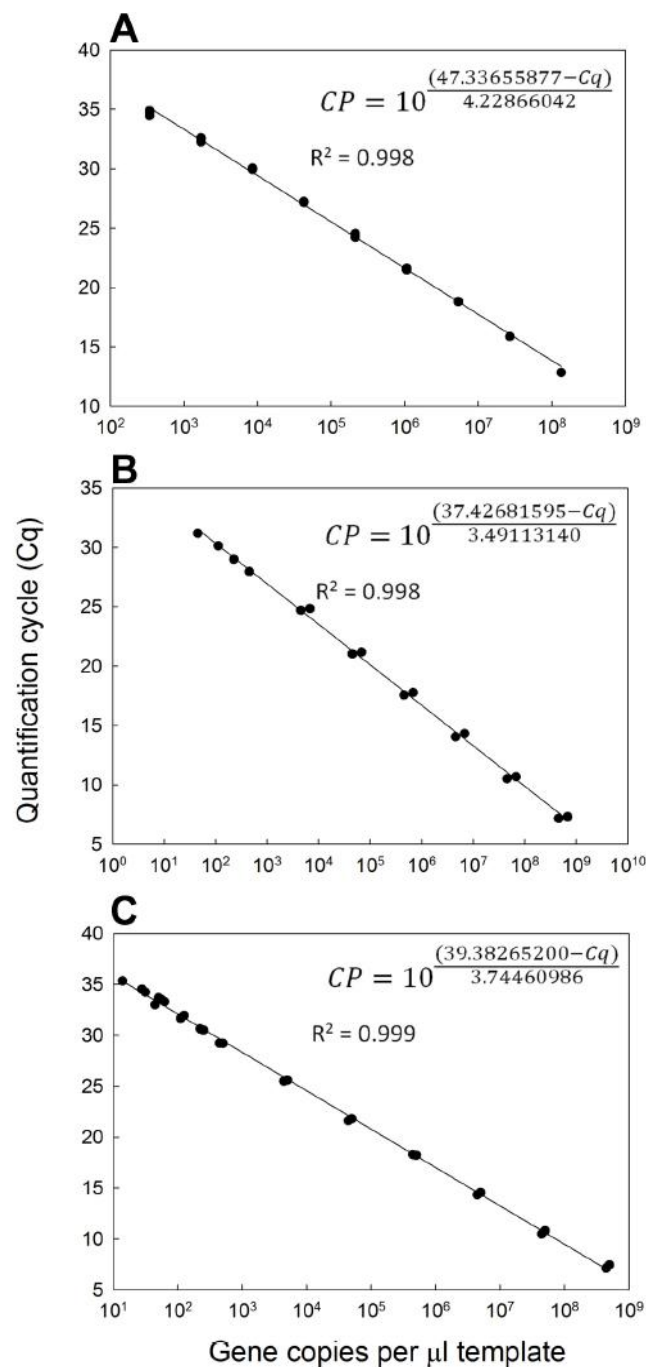 A
40
35
30
25
20
15
10
CP = 10^{\frac{(47.33655877−Cq)}{4.22866042}}
R² = 0.998
10² 10³ 10⁴ 10⁵ 10⁶ 10⁷ 10⁸ 10⁹
B
35
30
25
20
15
10
5
CP = 10^{\frac{(37.42681595−Cq)}{3.49113140}}
R² = 0.998
10⁰ 10¹ 10² 10³ 10⁴ 10⁵ 10⁶ 10⁷ 10⁸ 10⁹ 10¹⁰
Quantification cycle (Cq)
C
40
35
30
25
20
15
10
5
CP = 10^{\frac{(39.38265200−Cq)}{3.74460986}}
R² = 0.999
10¹ 10² 10³ 10⁴ 10⁵ 10⁶ 10⁷ 10⁸ 10⁹
Gene copies per µl template